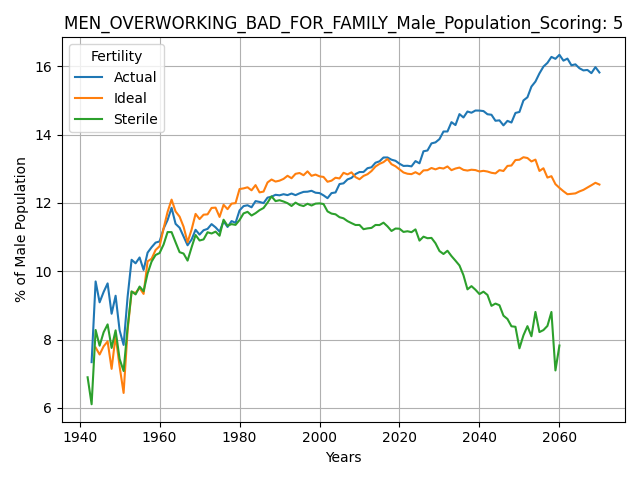 MEN_OVERWORKING_BAD_FOR_FAMILY_Male_Population_Scoring: 5
Fertility
Actual
Ideal
Sterile
% of Male Population
16
14
12
10
8
6
1940 1960 1980 2000 2020 2040 2060
Years